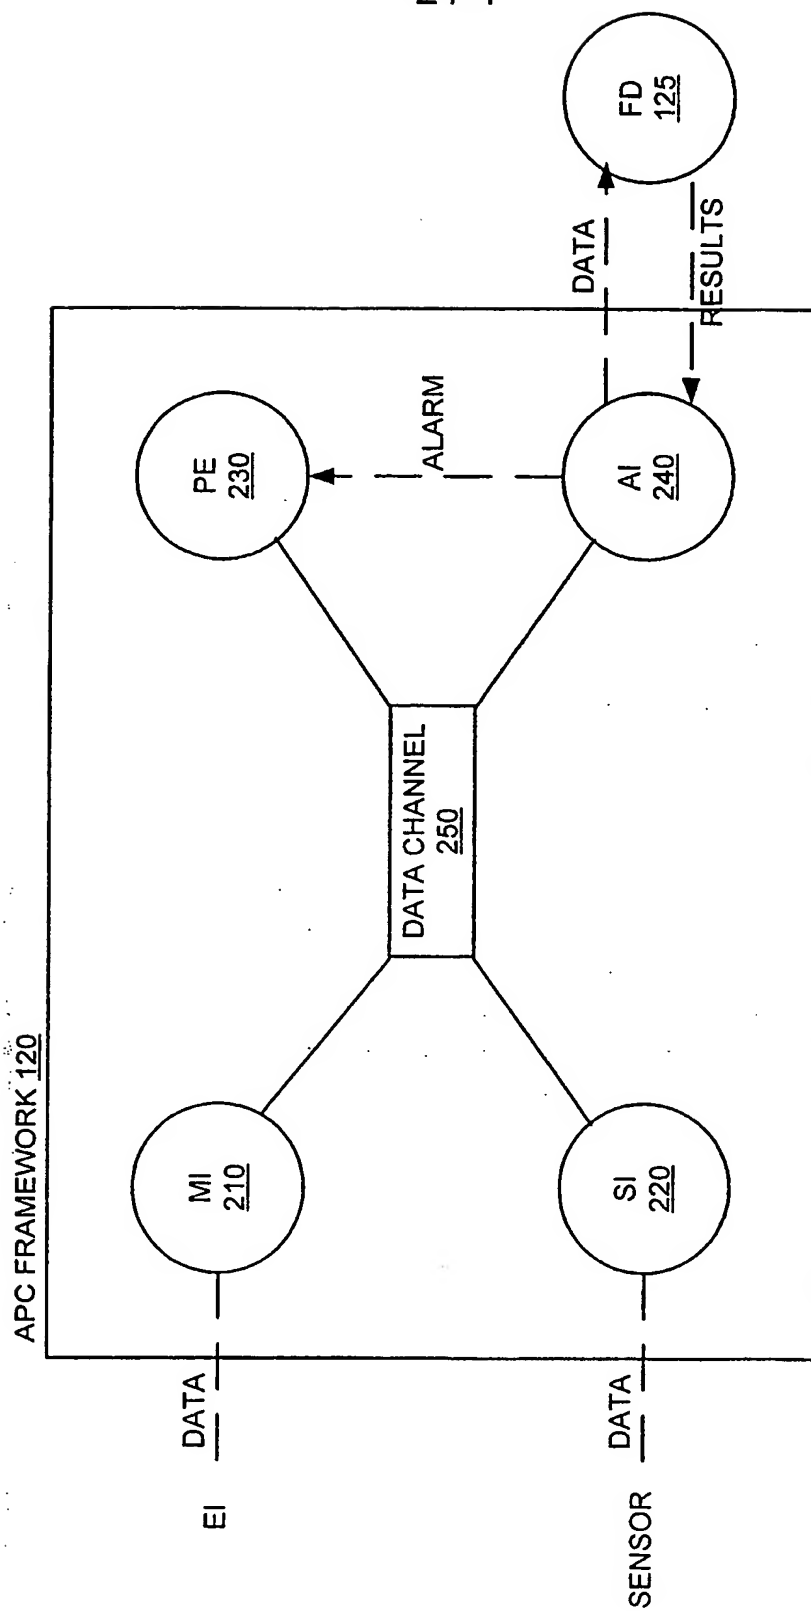 APC FRAMEWORK 120
EI
DATA
MI
210
PE
230
DATA CHANNEL
250
ALARM
SENSOR
DATA
SI
220
AI
240
DATA
RESULTS
FD
125